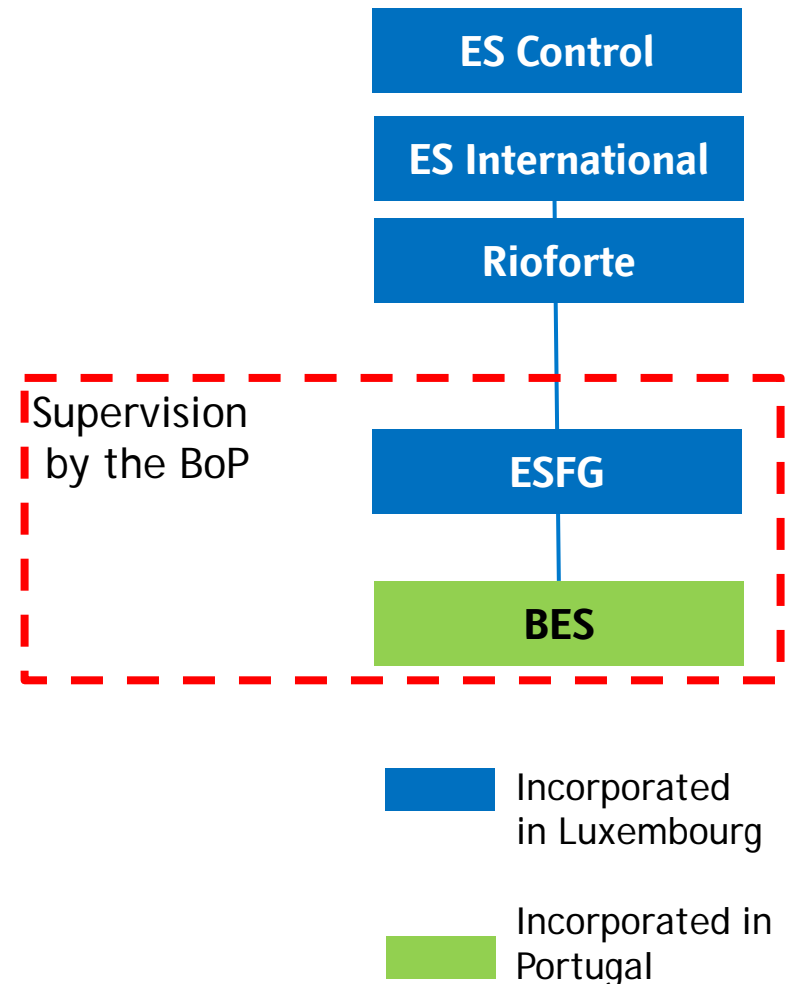 ES Control
ES International
Rioforte
Supervision
by the BoP
ESFG
BES
Incorporated
in Luxembourg
Incorporated in
Portugal